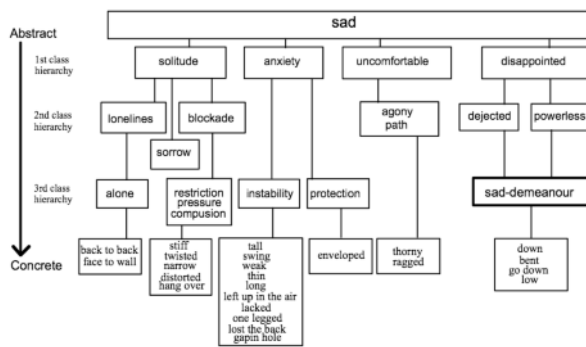 Abstract
sad
1st class
hierarchy
solitude
anxiety
uncomfortable
disappointed
2nd class
hierarchy
lonelines
blockade
agony
path
dejected
powerless
sorrow
3rd class
hierarchy
alone
restriction
pressure
compusion
instability
protection
sad-demeanour
back to back
face to wall
stiff
twisted
narrow
distorted
hang over
tall
swing
weak
thin
long
left up in the air
lacked
one legged
lost the back
gapin hole
enveloped
thorny
ragged
down
bent
go down
low
Concrete